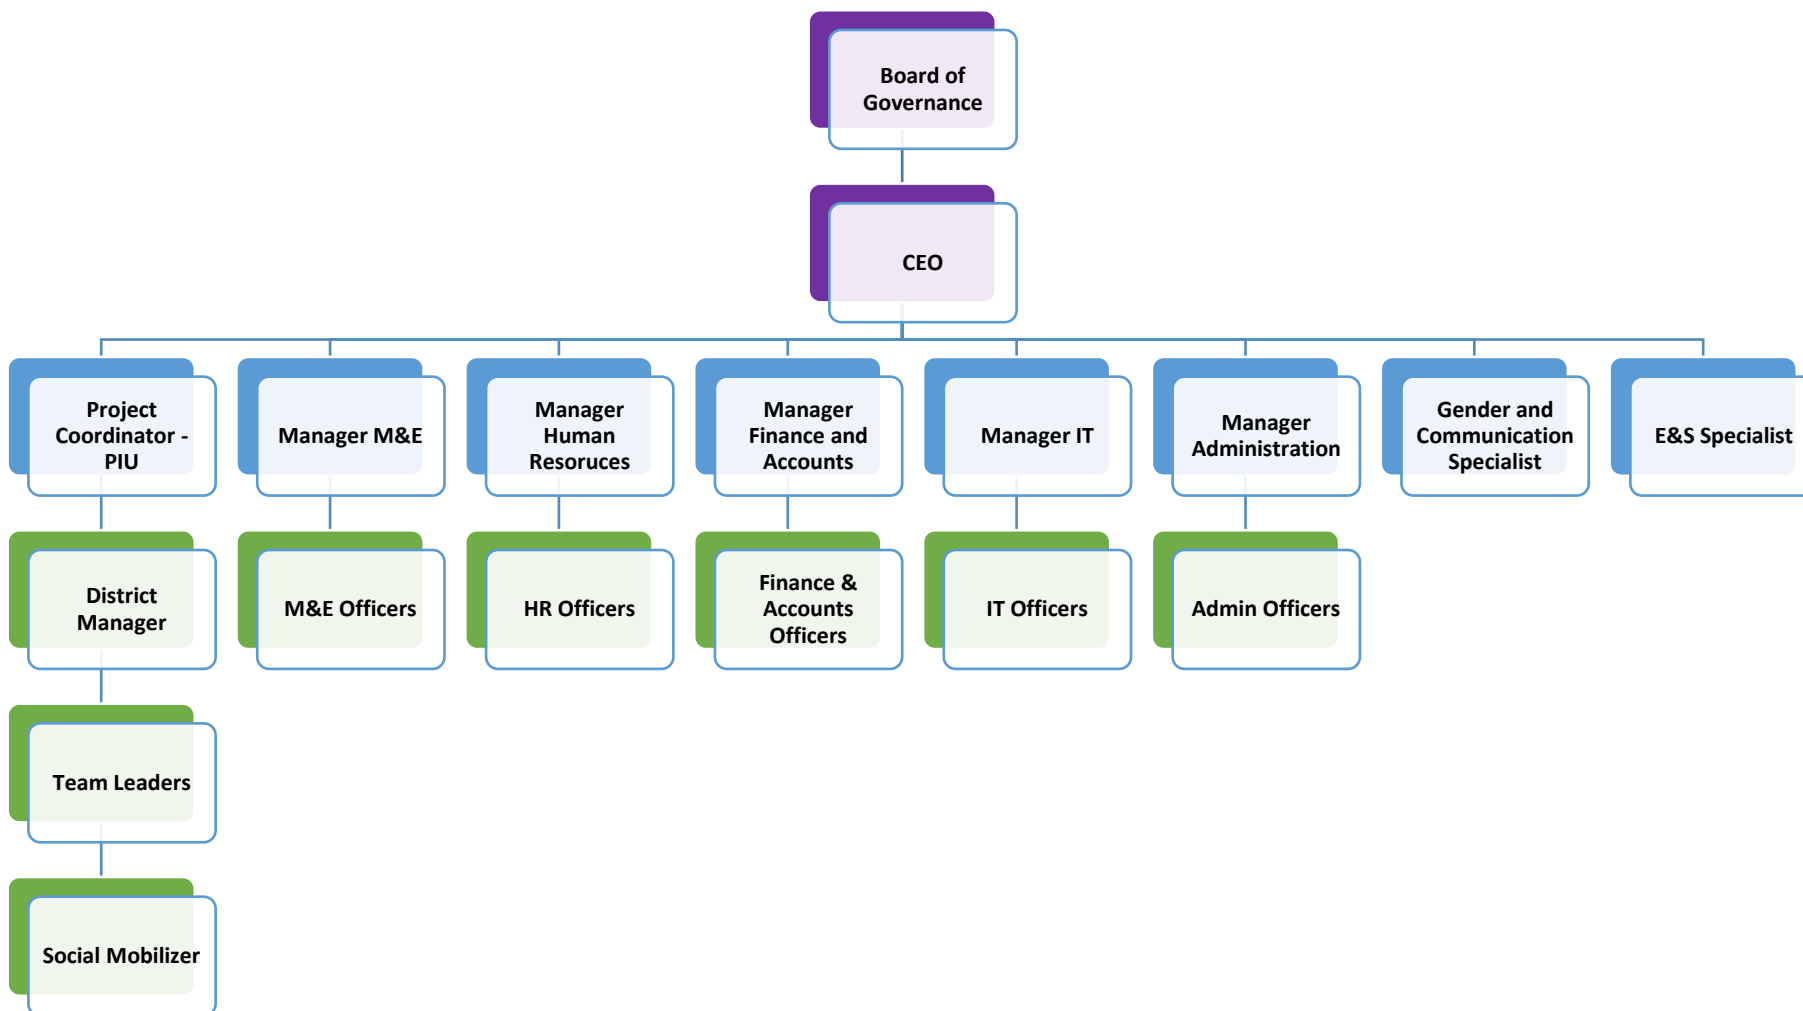 Board of
Governance
CEO
Project
Coordinator -
PIU
Manager M&E
Manager
Human
Resoruces
Manager
Finance and
Accounts
Manager IT
Manager
Administration
Gender and
Communication
Specialist
E&S Specialist
District
Manager
M&E Officers
HR Officers
Finance &
Accounts
Officers
IT Officers
Admin Officers
Team Leaders
Social Mobilizer